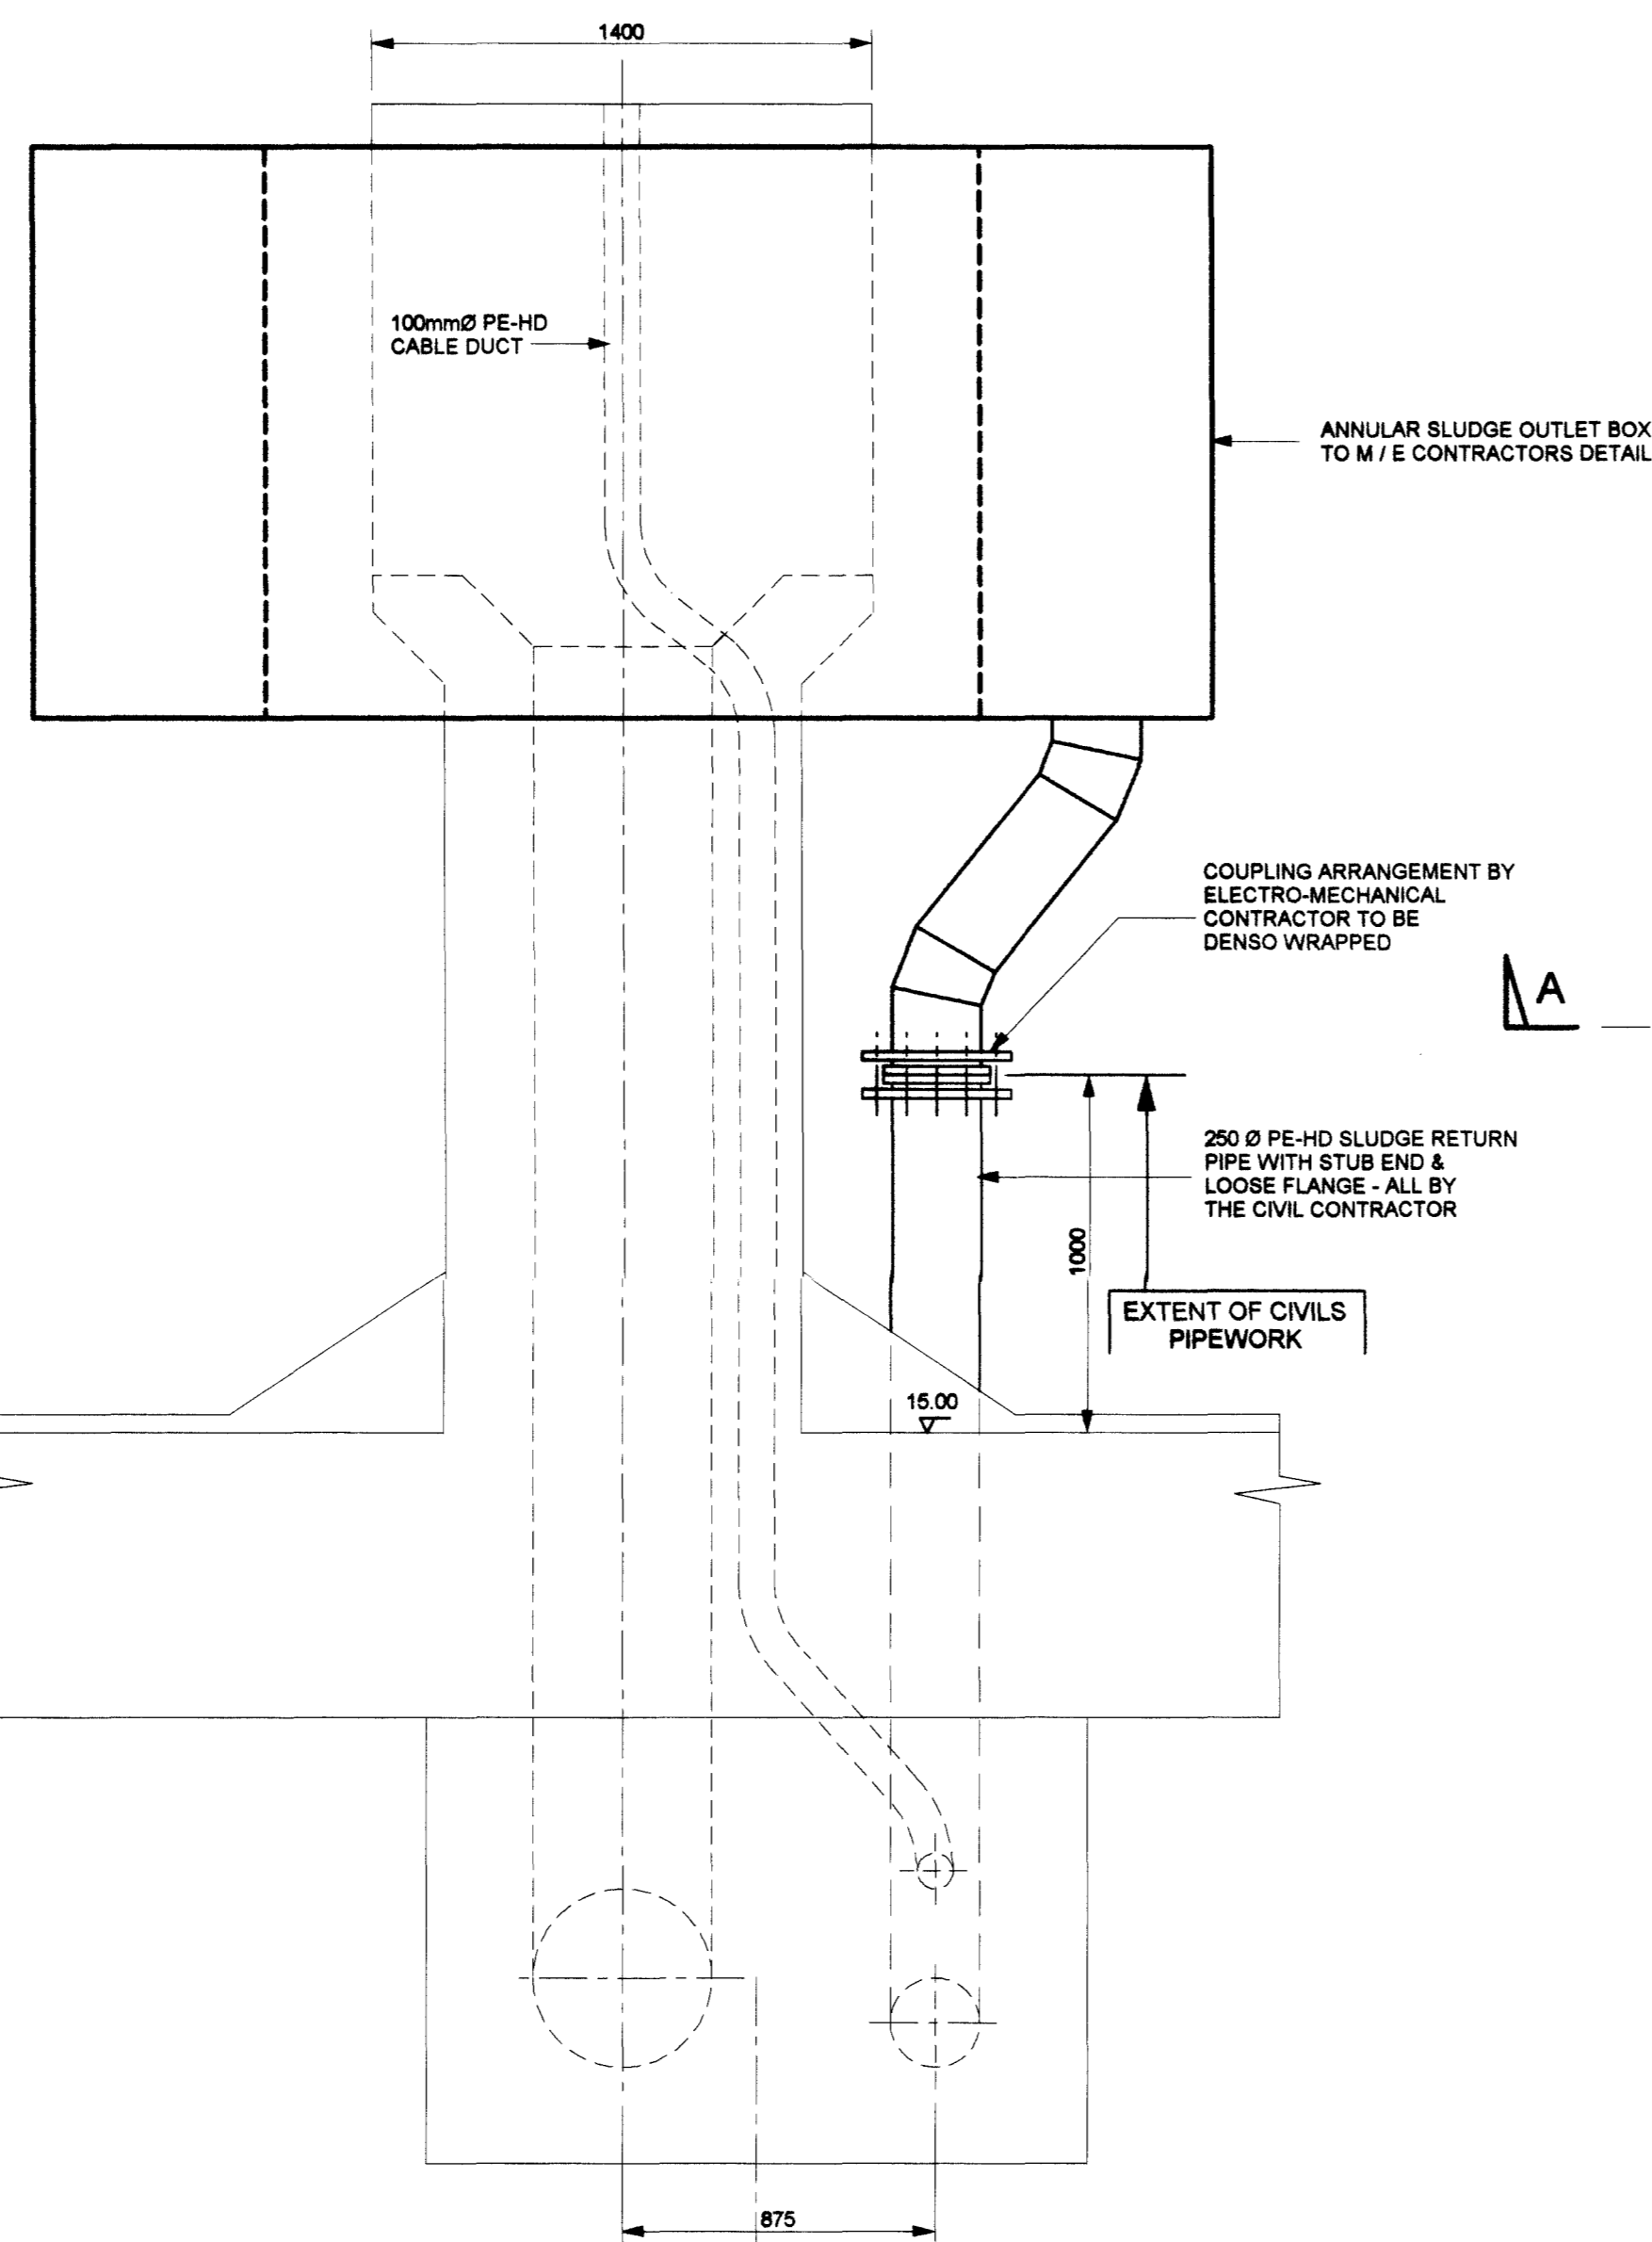 1400
100mmØ PE-HD
CABLE DUCT
ANNULAR SLUDGE OUTLET BOX
TO M / E CONTRACTORS DETAIL
COUPLING ARRANGEMENT BY
ELECTRO-MECHANICAL
CONTRACTOR TO BE
DENSO WRAPPED
A
250 Ø PE-HD SLUDGE RETURN
PIPE WITH STUB END &
LOOSE FLANGE - ALL BY
THE CIVIL CONTRACTOR
1000
EXTENT OF CIVILS
PIPEWORK
15.00
875